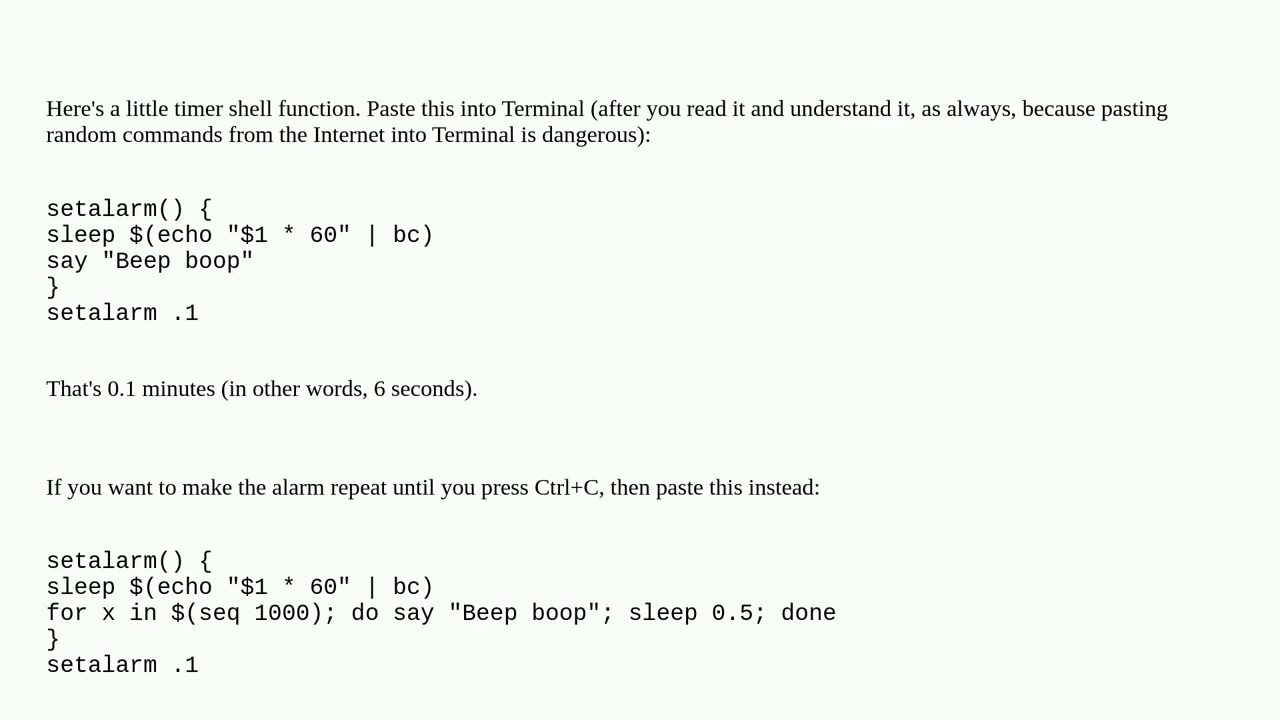 Here's a little timer shell function. Paste this into Terminal (after you read it and understand it, as always, because pasting
random commands from the Internet into Terminal is dangerous):
setalarm() {
sleep $(echo "$1 * 60" | bc)
say "Beep boop"
}
setalarm .1
That's 0.1 minutes (in other words, 6 seconds).
If you want to make the alarm repeat until you press Ctrl+C, then paste this instead:
setalarm() {
sleep $(echo "$1 * 60" | bc)
for x in $(seq 1000); do say "Beep boop"; sleep 0.5; done
}
setalarm .1